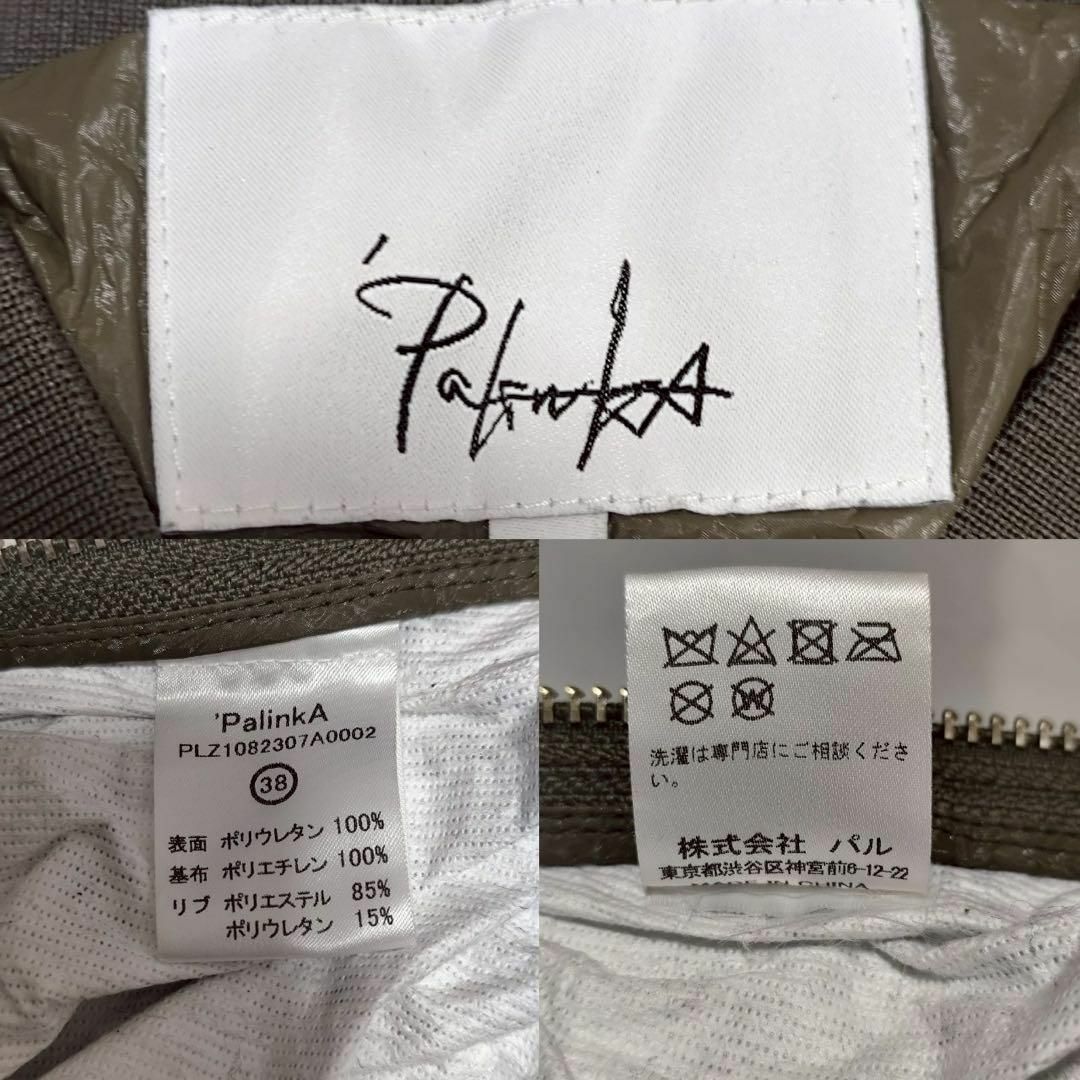 'PalinkA
'PalinkA
PLZ1082307A0002
38
表面 ポリウレタン 100%
基布 ポリエチレン 100%
リブ ポリエステル 85%
ポリウレタン 15%
W
洗濯は専門店にご相談くださ
い。
株式会社 パル
東京都渋谷区神宮前6-12-22
MADE IN CHINA